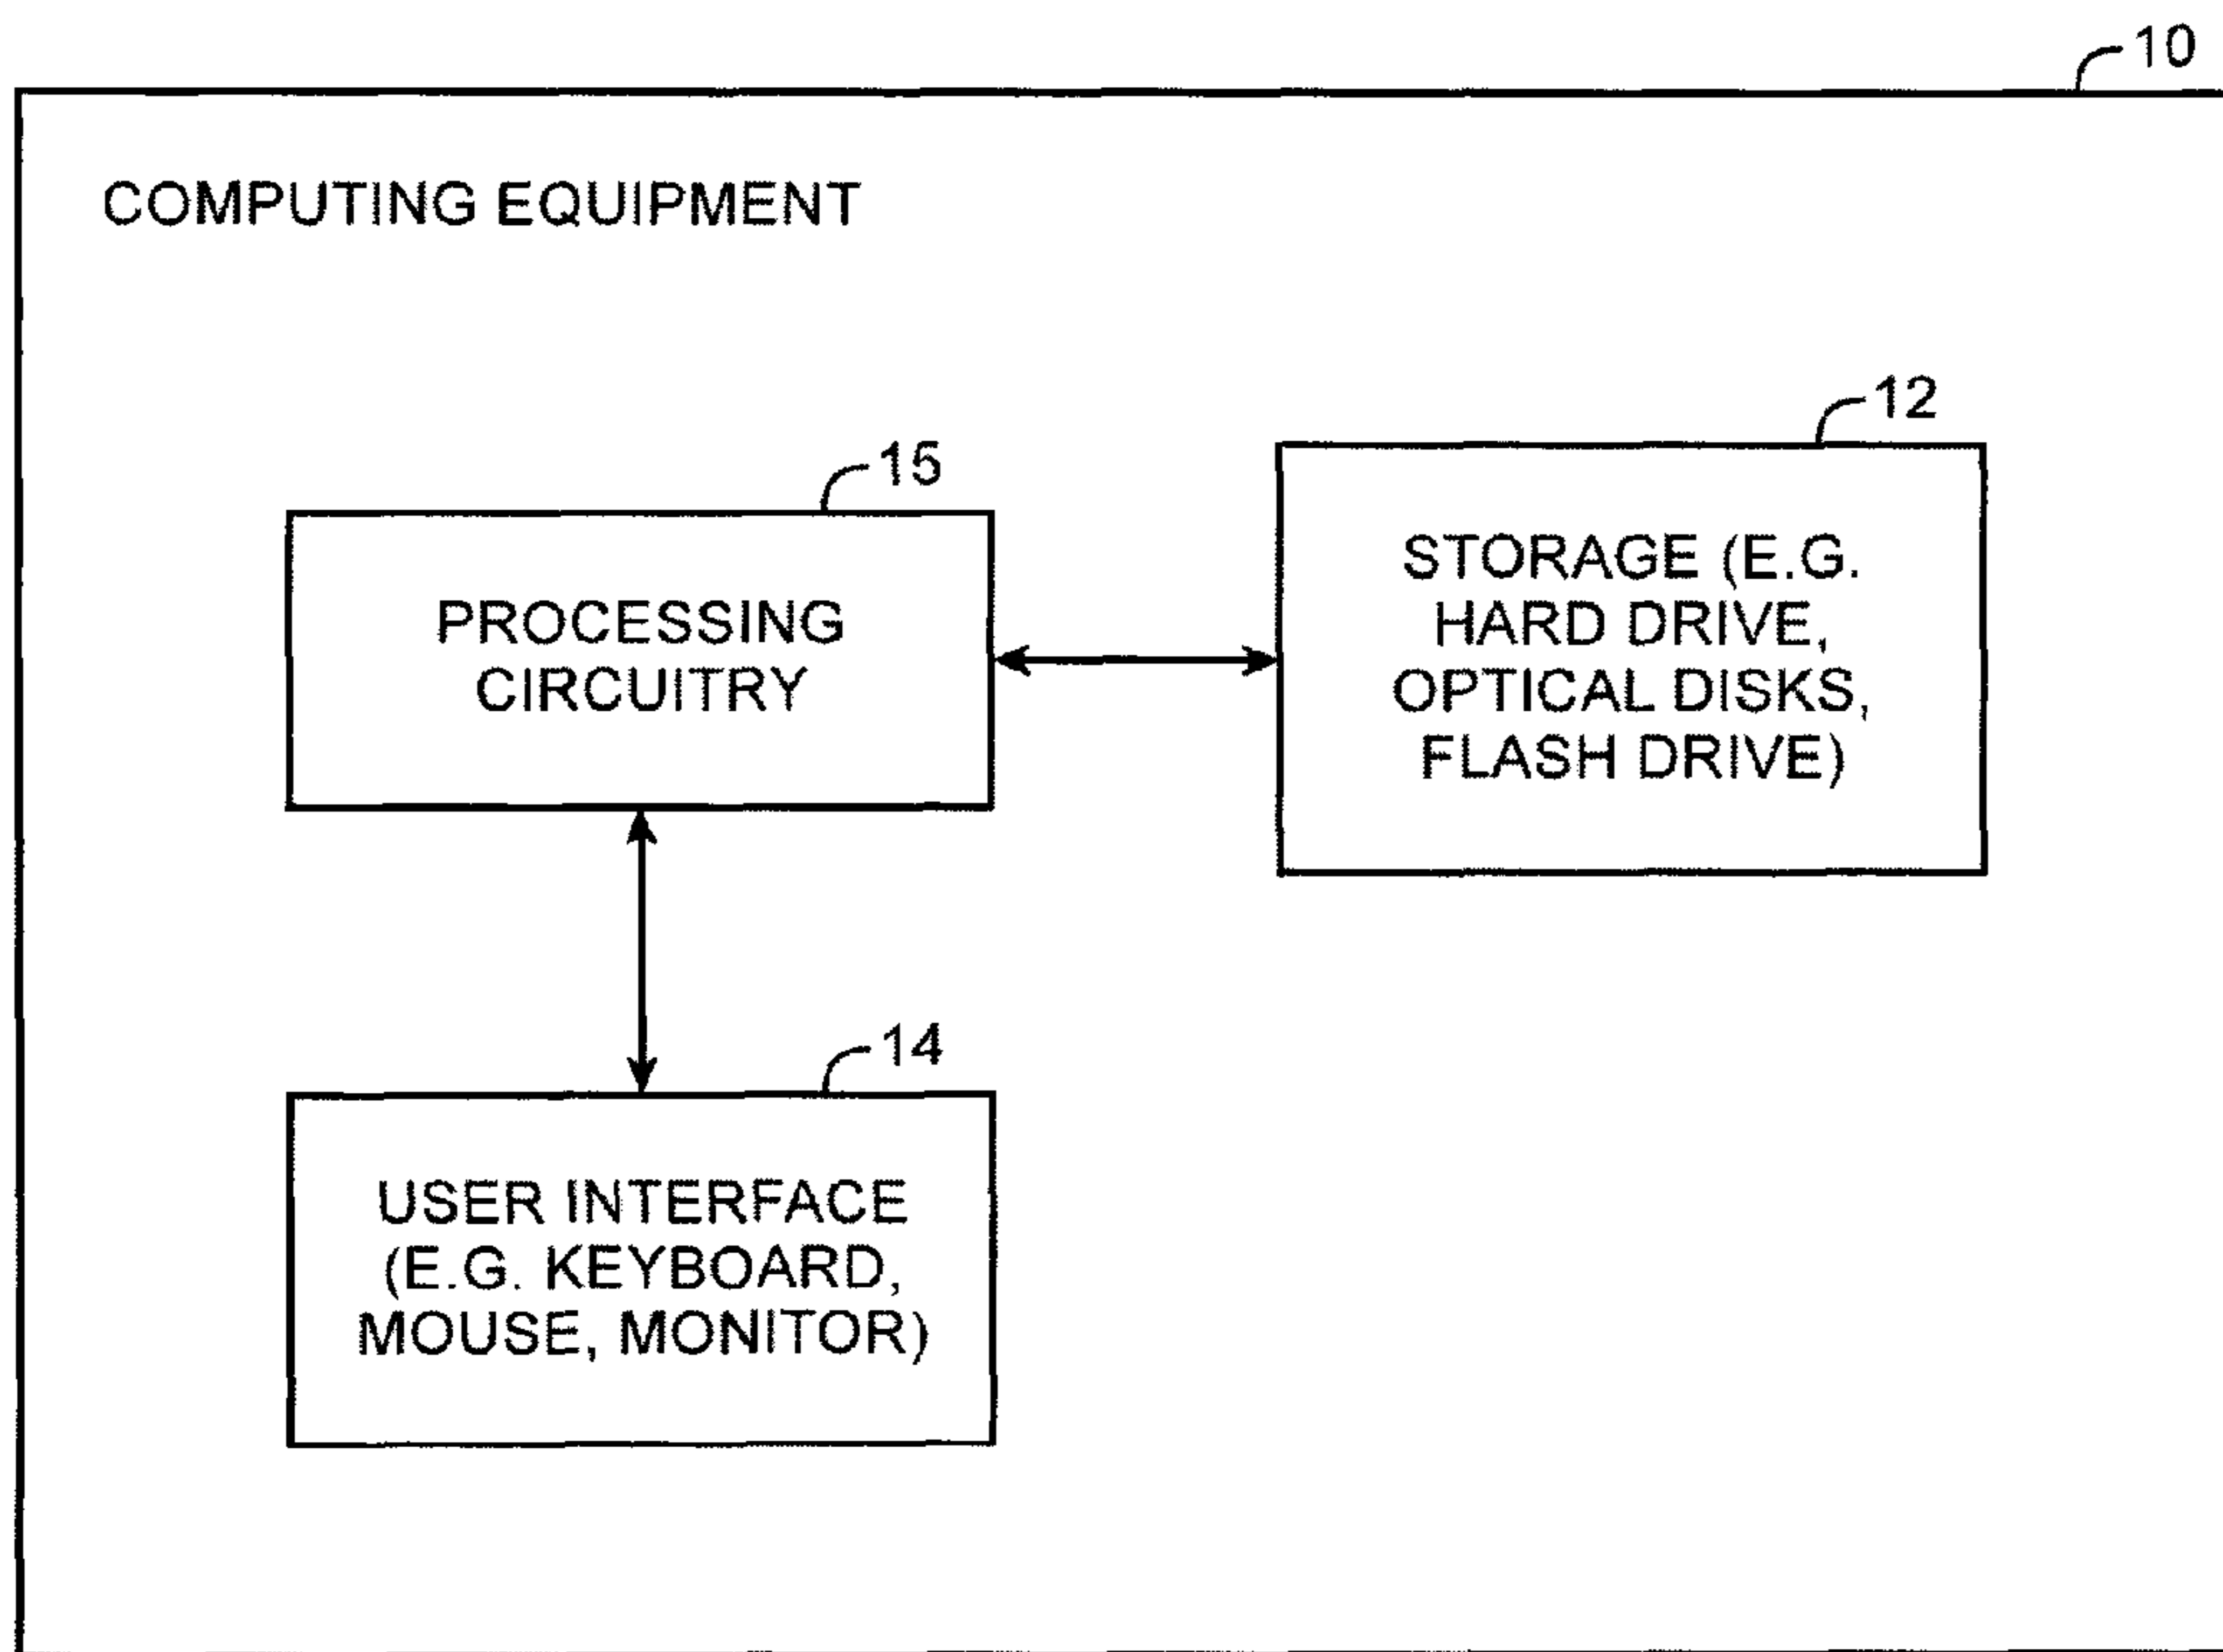 10
COMPUTING EQUIPMENT
12
15
STORAGE (E.G.
HARD DRIVE,
OPTICAL DISKS,
FLASH DRIVE)
PROCESSING
CIRCUITRY
14
USER INTERFACE
(E.G. KEYBOARD,
MOUSE, MONITOR)